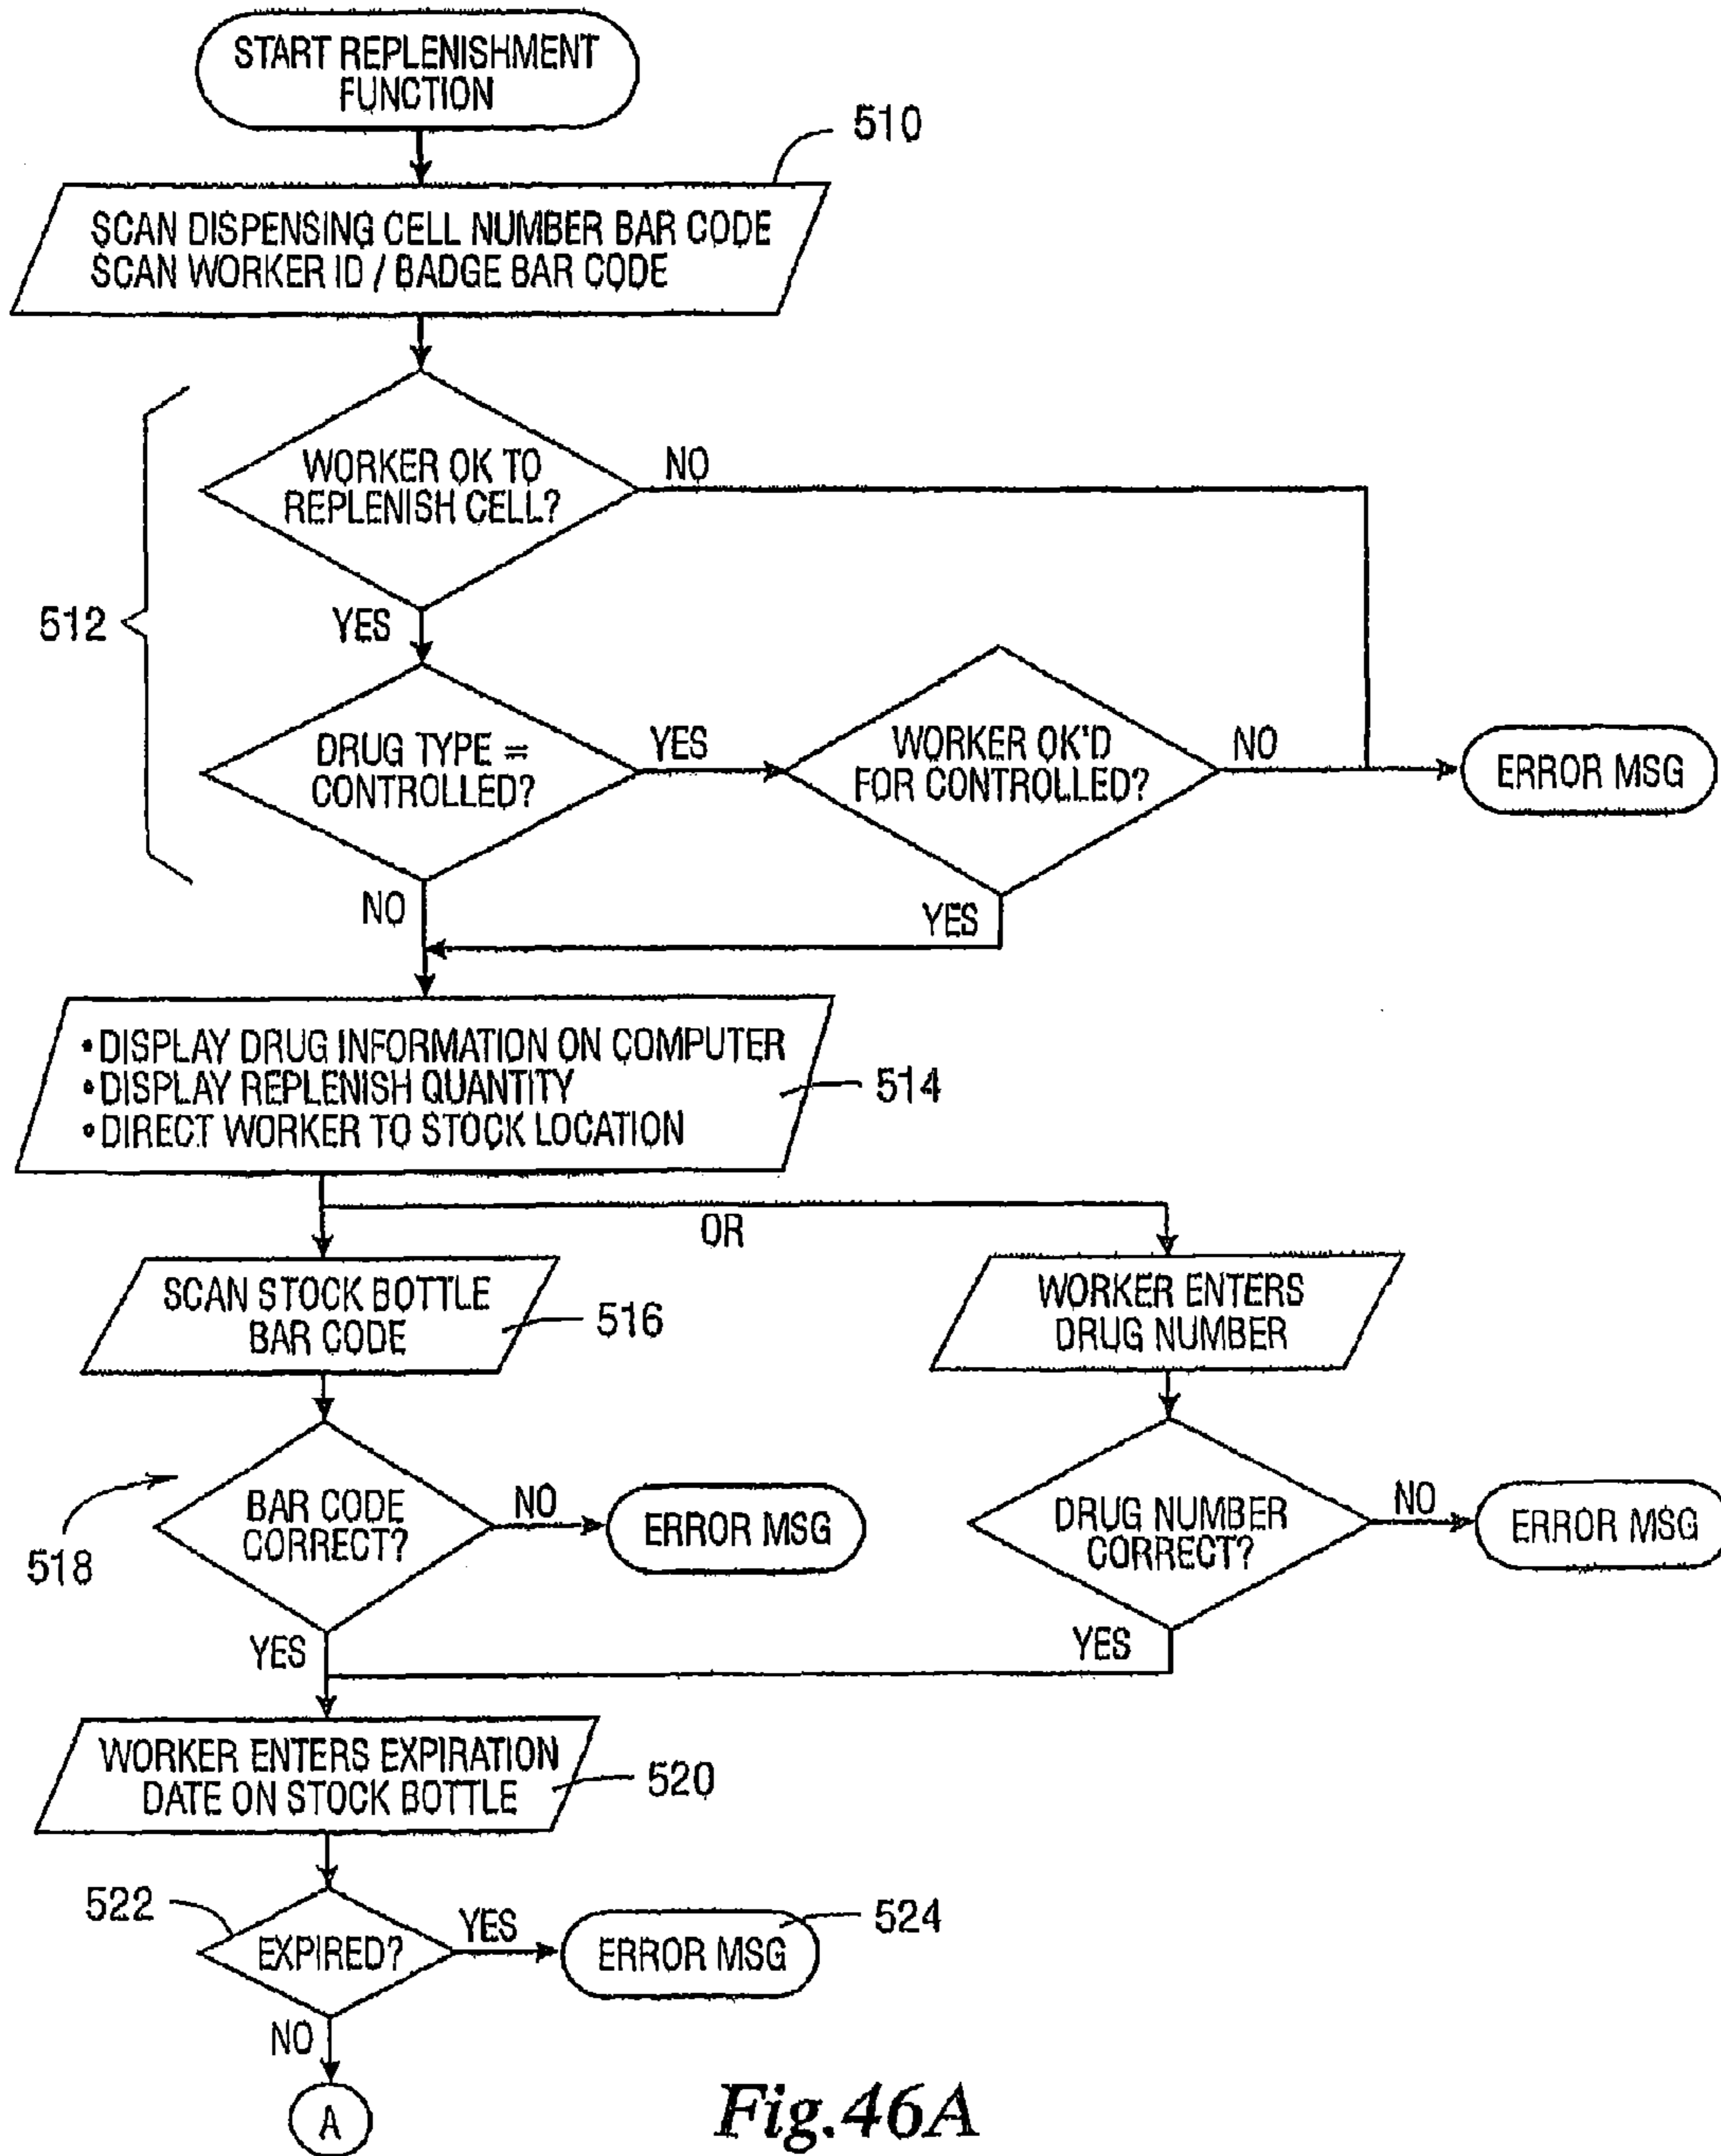 START REPLENISHMENT
FUNCTION
510
SCAN DISPENSING CELL NUMBER BAR CODE
SCAN WORKER ID / BADGE BAR CODE
512
WORKER OK TO
REPLENISH CELL?
NO
YES
DRUG TYPE =
CONTROLLED?
YES
WORKER OK'D
FOR CONTROLLED?
NO
ERROR MSG
NO
YES
•DISPLAY DRUG INFORMATION ON COMPUTER
•DISPLAY REPLENISH QUANTITY
•DIRECT WORKER TO STOCK LOCATION
514
OR
SCAN STOCK BOTTLE
BAR CODE
516
WORKER ENTERS
DRUG NUMBER
518
BAR CODE
CORRECT?
NO
ERROR MSG
DRUG NUMBER
CORRECT?
NO
ERROR MSG
YES
YES
WORKER ENTERS EXPIRATION
DATE ON STOCK BOTTLE
520
522
EXPIRED?
YES
ERROR MSG
524
NO
A
Fig.46A